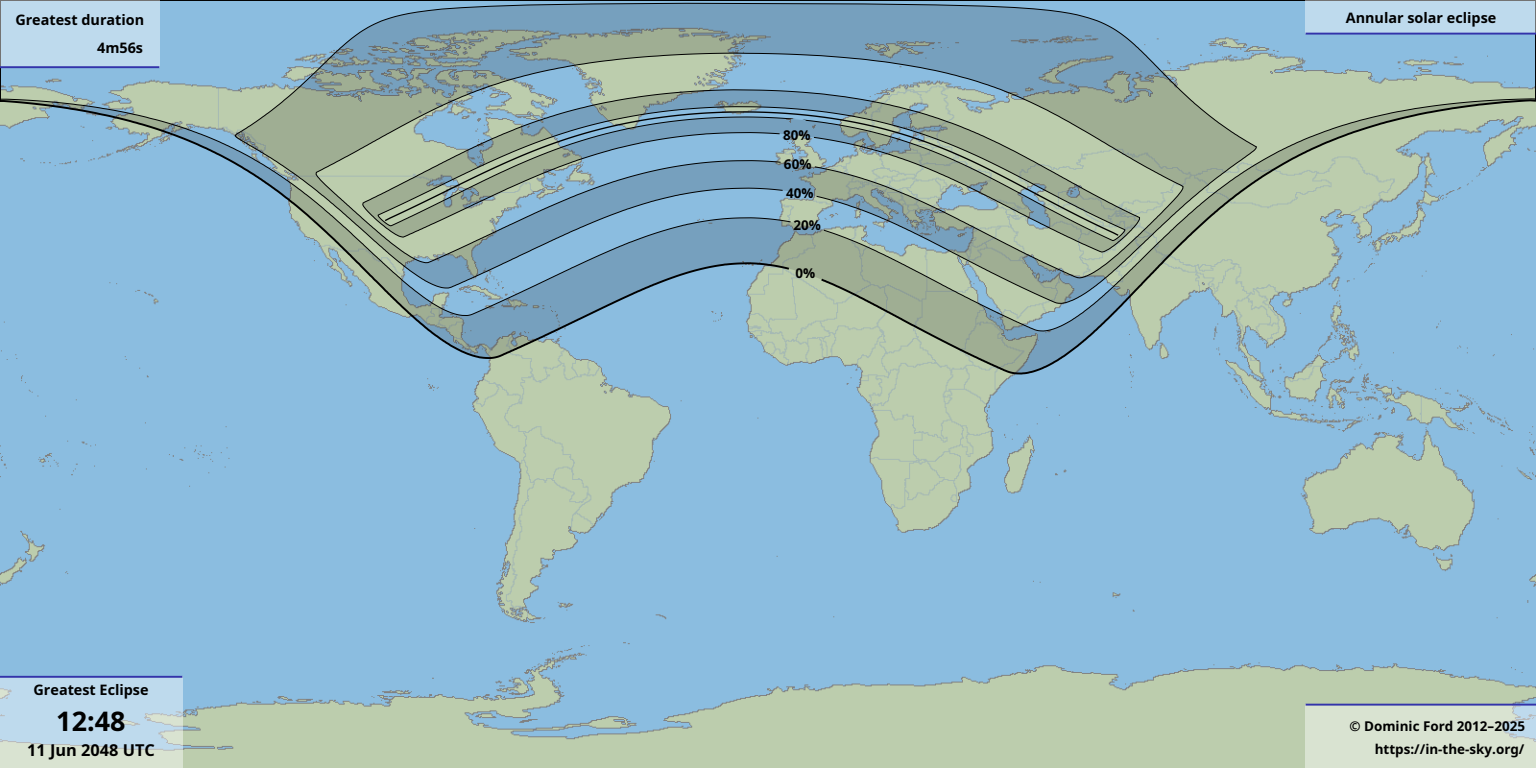 Greatest duration
4m56s
Annular solar eclipse
80%
60%
40%
20%
0%
Greatest Eclipse
12:48
11 Jun 2048 UTC
© Dominic Ford 2012–2025
https://in-the-sky.org/